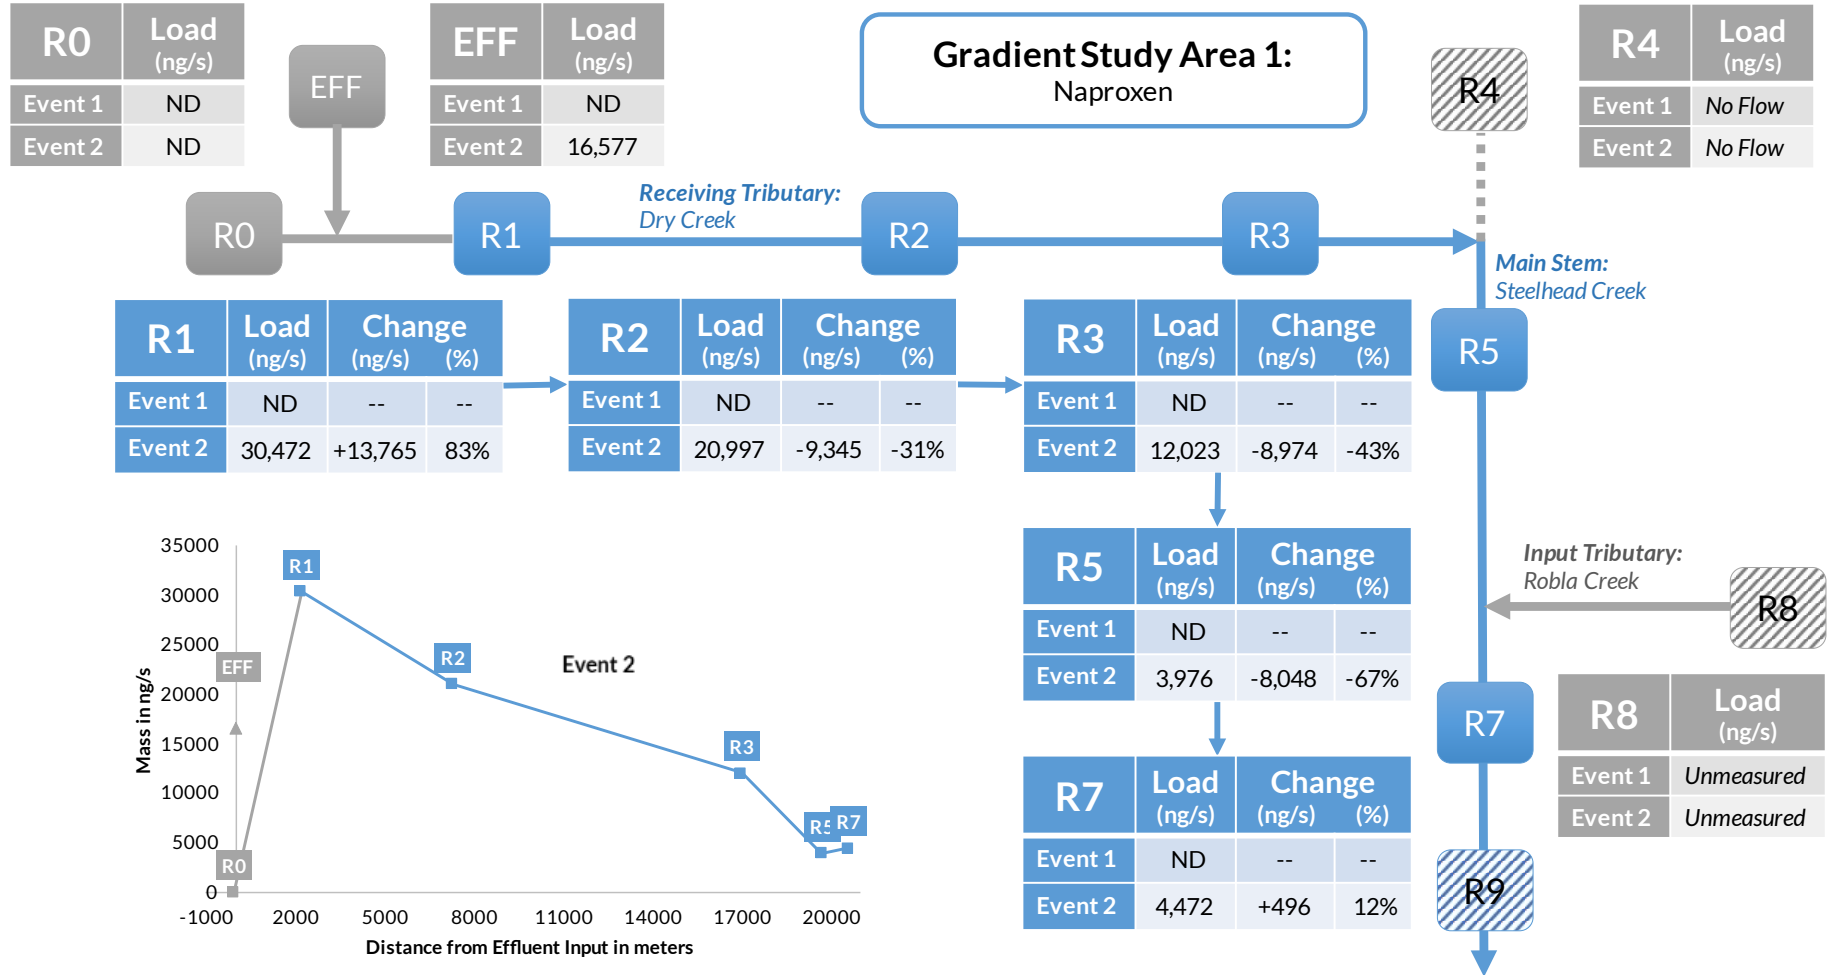 R0 Load (ng/s)
Event 1 ND
Event 2 ND
EFF
EFF Load (ng/s)
Event 1 ND
Event 2 16,577
Gradient Study Area 1:
Naproxen
R4
R4 Load (ng/s)
Event 1 No Flow
Event 2 No Flow
R0
R1
Receiving Tributary:
Dry Creek
R2
R3
Main Stem:
Steelhead Creek
R5
R1 Load (ng/s) Change (ng/s) (%)
Event 1 ND -- --
Event 2 30,472 +13,765 83%
R2 Load (ng/s) Change (ng/s) (%)
Event 1 ND -- --
Event 2 20,997 -9,345 -31%
R3 Load (ng/s) Change (ng/s) (%)
Event 1 ND -- --
Event 2 12,023 -8,974 -43%
R5 Load (ng/s) Change (ng/s) (%)
Event 1 ND -- --
Event 2 3,976 -8,048 -67%
R7 Load (ng/s) Change (ng/s) (%)
Event 1 ND -- --
Event 2 4,472 +496 12%
Input Tributary:
Robla Creek
R8
R7
R8 Load (ng/s)
Event 1 Unmeasured
Event 2 Unmeasured
R9
Mass in ng/s
35000
30000
25000
20000
15000
10000
5000
0
R1
EFF
R2
Event 2
R3
R5
R7
R0
-1000 2000 5000 8000 11000 14000 17000 20000
Distance from Effluent Input in meters